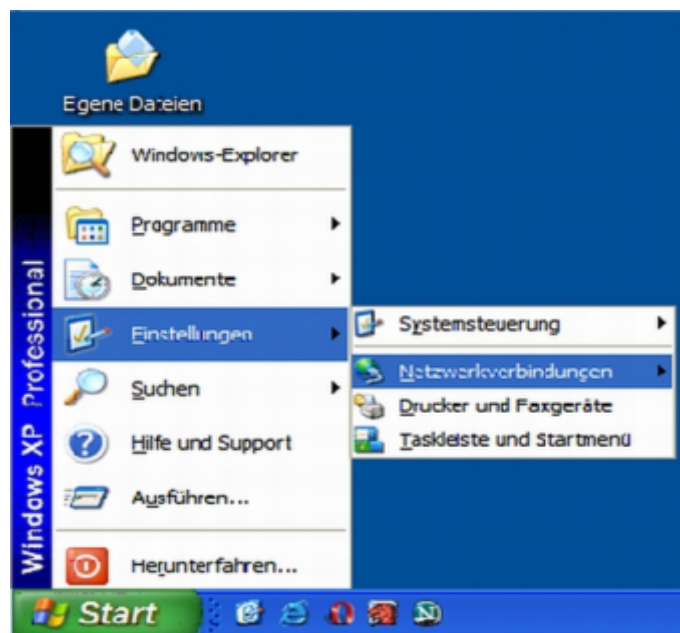 Egene Dateien
Windows-Explorer
Programme
Dokumente
Einstellungen
Suchen
Hilfe und Support
Ausführen...
Herunterfahren...
Systemsteuerung
Netzwerkverbindungen
Drucker und Faxgeräte
Taskleiste und Startmenü
Windows XP Professional
Start